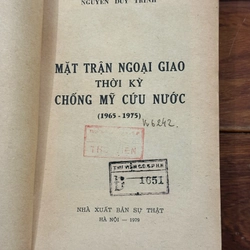 NGUYỄN DUY TRINH
MẶT TRẬN NGOẠI GIAO
THỜI KỲ
CHỐNG MỸ CỨU NƯỚC
(1965 - 1975)
1051
NHÀ XUẤT BẢN SỰ THẬT
HÀ NỘI — 1979